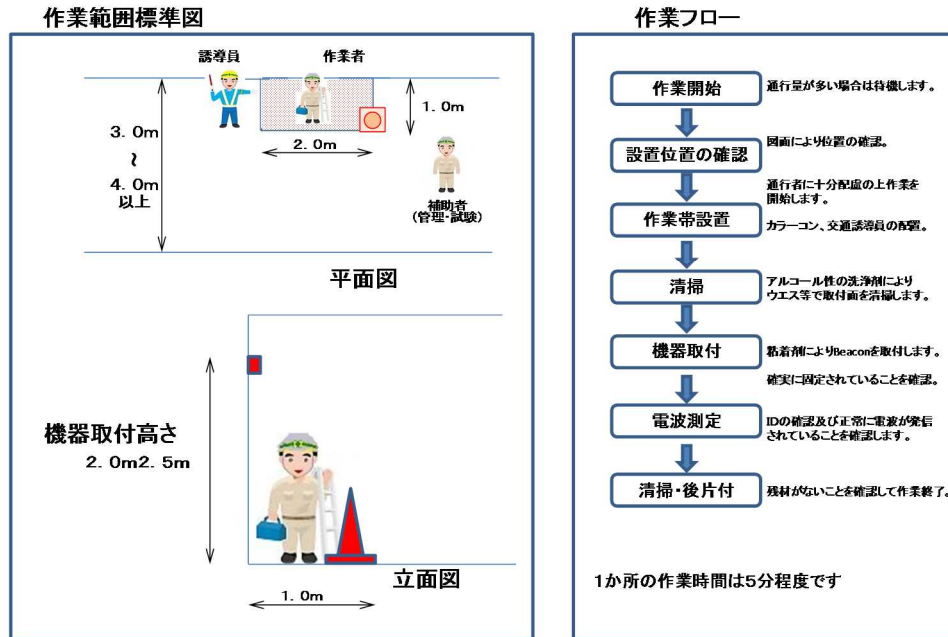 作業範囲標準図
誘導員
作業者
3.0m
~
4.0m
以上
1.0m
2.0m
補助者
(管理・試験)
平面図
機器取付高さ
2.0m2.5m
1.0m
立面図
作業フロー
作業開始
通行量が多い場合は待機します。
設置位置の確認
図面により位置の確認。
通行者に十分配慮の上作業を
開始します。
作業帯設置
カラーコン、交通誘導員の配置。
清掃
アルコール性の洗浄剤により
ウエス等で取付面を清掃します。
機器取付
粘着剤によりBeaconを取付します。
確実に固定されていることを確認。
電波測定
IDの確認及び正常に電波が発信
されていることを確認します。
清掃・後片付
残材がないことを確認して作業終了。
1か所の作業時間は5分程度です